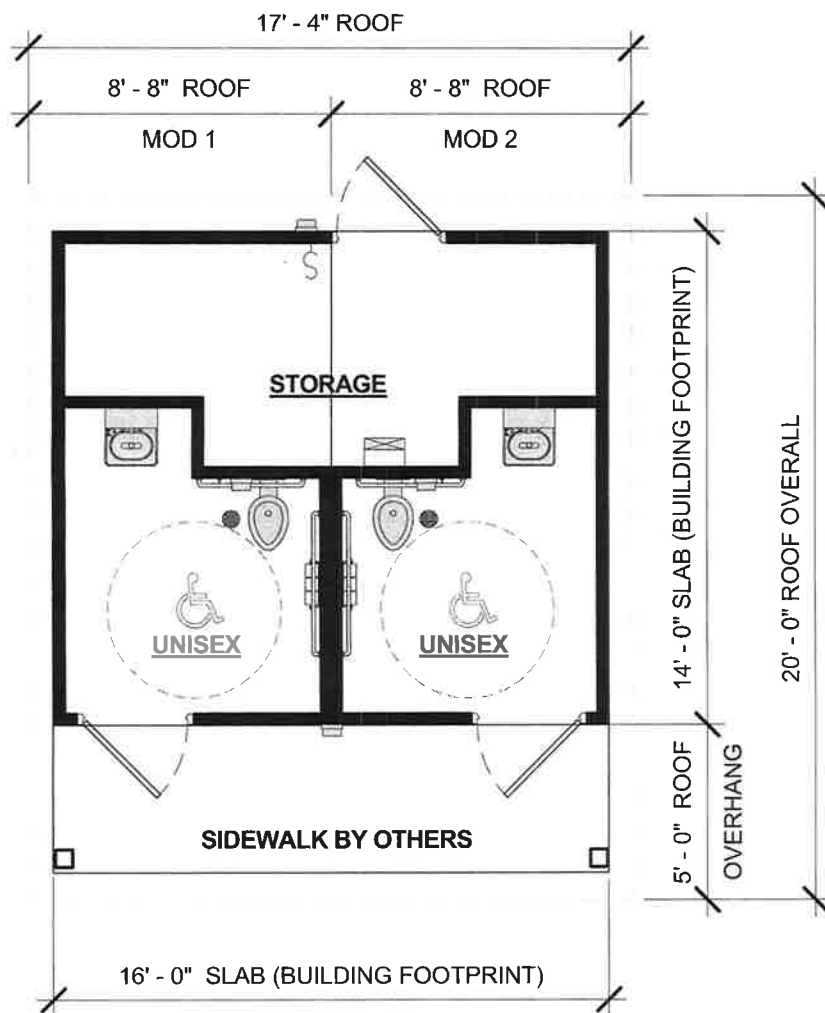 17' - 4" ROOF
8' - 8" ROOF
8' - 8" ROOF
MOD 1
MOD 2
STORAGE
UNISEX
UNISEX
14' - 0" SLAB (BUILDING FOOTPRINT)
20' - 0" ROOF OVERALL
5' - 0" ROOF
OVERHANG
SIDEWALK BY OTHERS
16' - 0" SLAB (BUILDING FOOTPRINT)